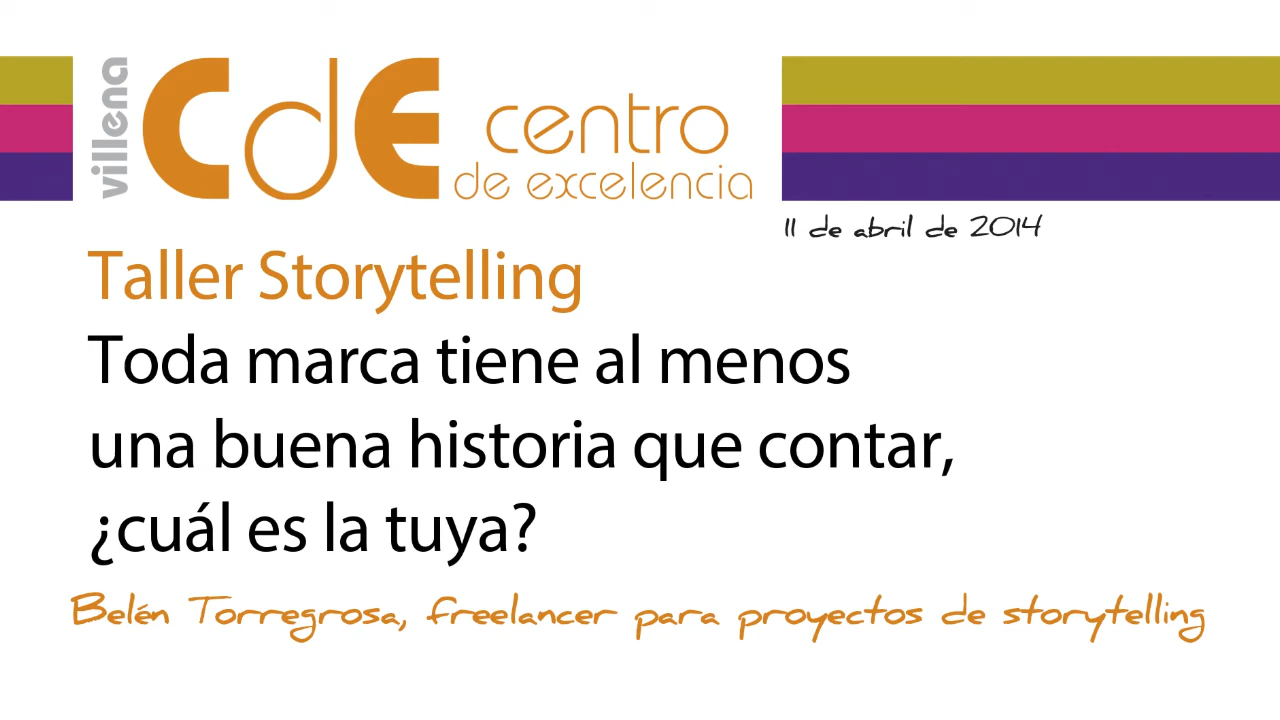 villena
CdE
centro
de excelencia
11 de abril de 2014
Taller Storytelling
Toda marca tiene al menos
una buena historia que contar,
¿cuál es la tuya?
Belén Torregrosa, freelancer para proyectos de storytelling